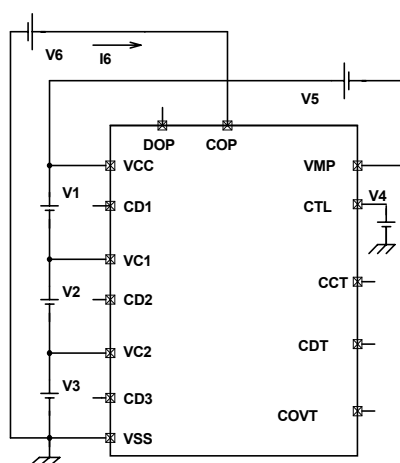 V6
I6
V5
DOP
COP
VCC
VMP
V1
CD1
CTL
V4
VC1
V2
CD2
CCT
VC2
CDT
V3
CD3
COVT
VSS